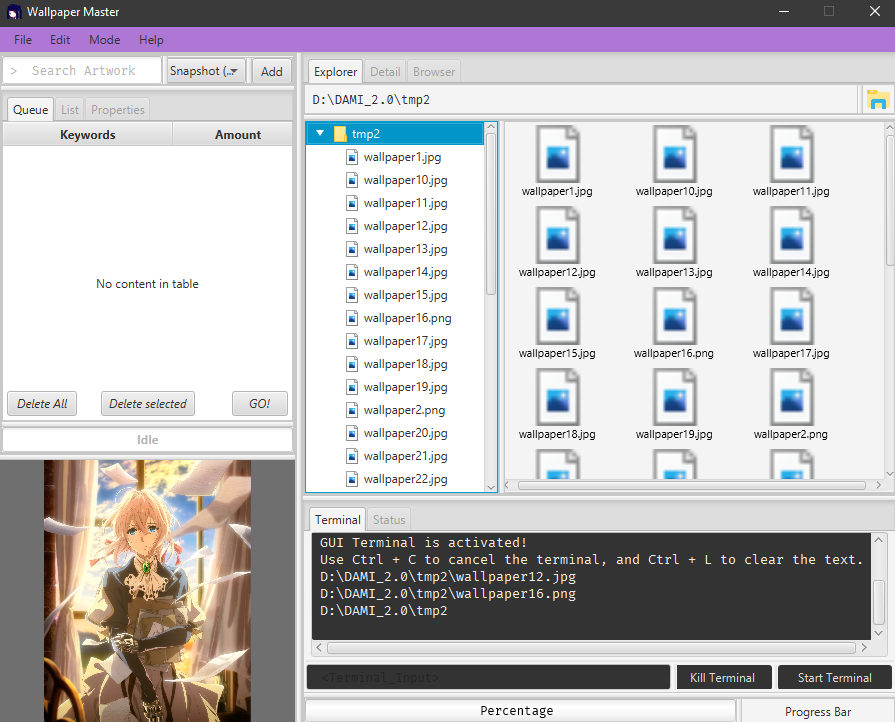 Wallpaper Master
File Edit Mode Help
> Search Artwork
Snapshot (...
Add
Queue List Properties
Keywords Amount
No content in table
Delete All Delete selected GO!
Idle
Explorer Detail Browser
D:\DAMI_2.0\tmp2
tmp2
wallpaper1.jpg
wallpaper10.jpg
wallpaper11.jpg
wallpaper12.jpg
wallpaper13.jpg
wallpaper14.jpg
wallpaper15.jpg
wallpaper16.png
wallpaper17.jpg
wallpaper18.jpg
wallpaper19.jpg
wallpaper2.png
wallpaper20.jpg
wallpaper21.jpg
wallpaper22.jpg
wallpaper1.jpg wallpaper10.jpg wallpaper11.jpg
wallpaper12.jpg wallpaper13.jpg wallpaper14.jpg
wallpaper15.jpg wallpaper16.png wallpaper17.jpg
wallpaper18.jpg wallpaper19.jpg wallpaper2.png
Terminal Status
GUI Terminal is activated!
Use Ctrl + C to cancel the terminal, and Ctrl + L to clear the text.
D:\DAMI_2.0\tmp2\wallpaper12.jpg
D:\DAMI_2.0\tmp2\wallpaper16.png
D:\DAMI_2.0\tmp2
<Terminal_Input>
Kill Terminal
Start Terminal
Percentage
Progress Bar